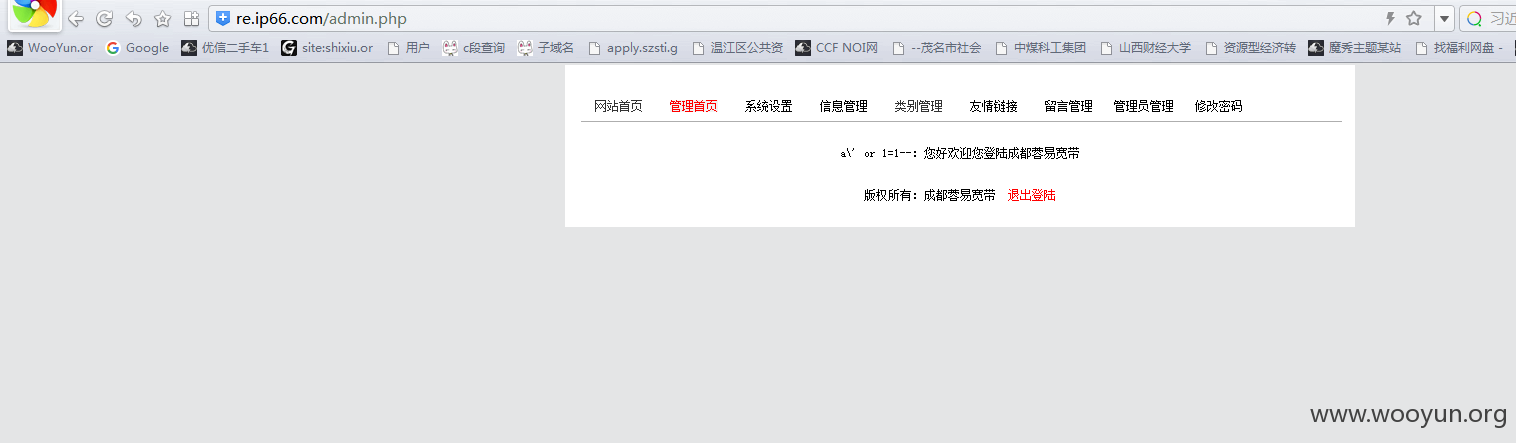 re.ip66.com/admin.php 习近
WooYun.or Google 优信二手车1 site:shixiu.or 用户 c段查询 子域名 apply.szsti.g 温江区公共资 CCF NOI网 --茂名市社会 中煤科工集团 山西财经大学 资源型经济转 魔秀主题某站 找福利网盘 -
网站首页 管理首页 系统设置 信息管理 类别管理 友情链接 留言管理 管理员管理 修改密码
a\' or 1=1--：您好欢迎您登陆成都蓉易宽带
版权所有：成都蓉易宽带 退出登陆
www.wooyun.org